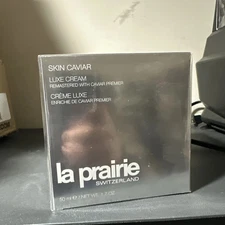 SKIN CAVIAR
LUXE CREAM
REMASTERED WITH CAVIAR PREMIER
CRÈME LUXE
ENRICHIE DE CAVIAR PREMIER
la prairie
SWITZERLAND